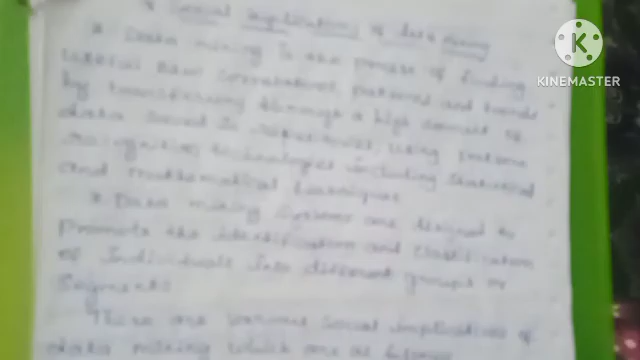 * Social implications of data mining
KINEMASTER
* Data mining is the process of finding
useful new correlations, patterns and trends
by transferring through a high amount of
data saved in repositories, using pattern
recognition technologies including statistical
and mathematical techniques
* Data mining systems are designed to
promote the identification and classification
of Individuals into different groups or
Segments
There are various social implications of
data mining which are as follows